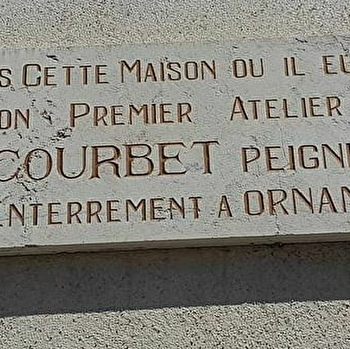 S CETTE MAISON OU IL EU
ON PREMIER ATELIER
COURBET PEIGNI
ENTERREMENT A ORNAN